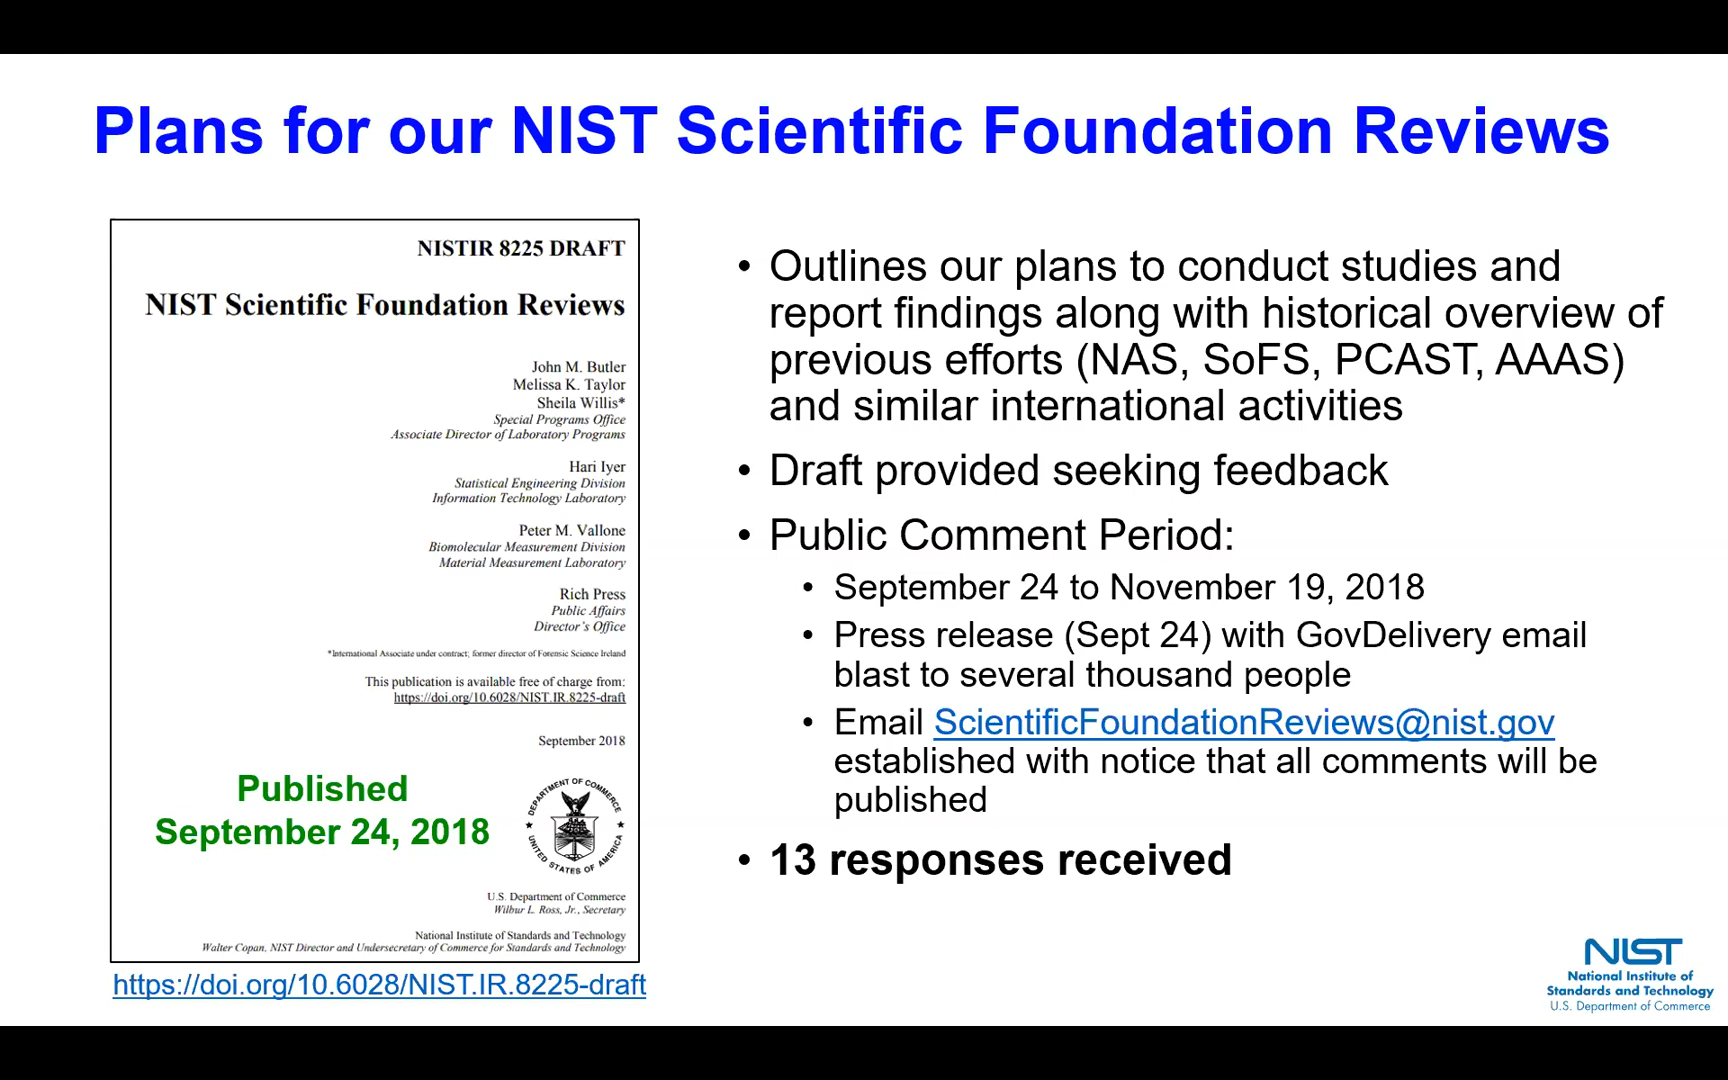 Plans for our NIST Scientific Foundation Reviews
NISTIR 8225 DRAFT
NIST Scientific Foundation Reviews
John M. Butler
Melissa K. Taylor
Sheila Willis*
Special Programs Office
Associate Director of Laboratory Programs
Hari Iyer
Statistical Engineering Division
Information Technology Laboratory
Peter M. Vallone
Biomolecular Measurement Division
Material Measurement Laboratory
Rich Press
Public Affairs
Director's Office
*International Associate under contract; former director of Forensic Science Ireland
This publication is available free of charge from:
https://doi.org/10.6028/NIST.IR.8225-draft
September 2018
Published
September 24, 2018
DEPARTMENT OF COMMERCE
UNITED STATES OF AMERICA
U.S. Department of Commerce
Wilbur L. Ross, Jr., Secretary
National Institute of Standards and Technology
Walter Copan, NIST Director and Undersecretary of Commerce for Standards and Technology
https://doi.org/10.6028/NIST.IR.8225-draft
• Outlines our plans to conduct studies and
report findings along with historical overview of
previous efforts (NAS, SoFS, PCAST, AAAS)
and similar international activities
• Draft provided seeking feedback
• Public Comment Period:
• September 24 to November 19, 2018
• Press release (Sept 24) with GovDelivery email
blast to several thousand people
• Email ScientificFoundationReviews@nist.gov
established with notice that all comments will be
published
• 13 responses received
NIST
National Institute of
Standards and Technology
U.S. Department of Commerce